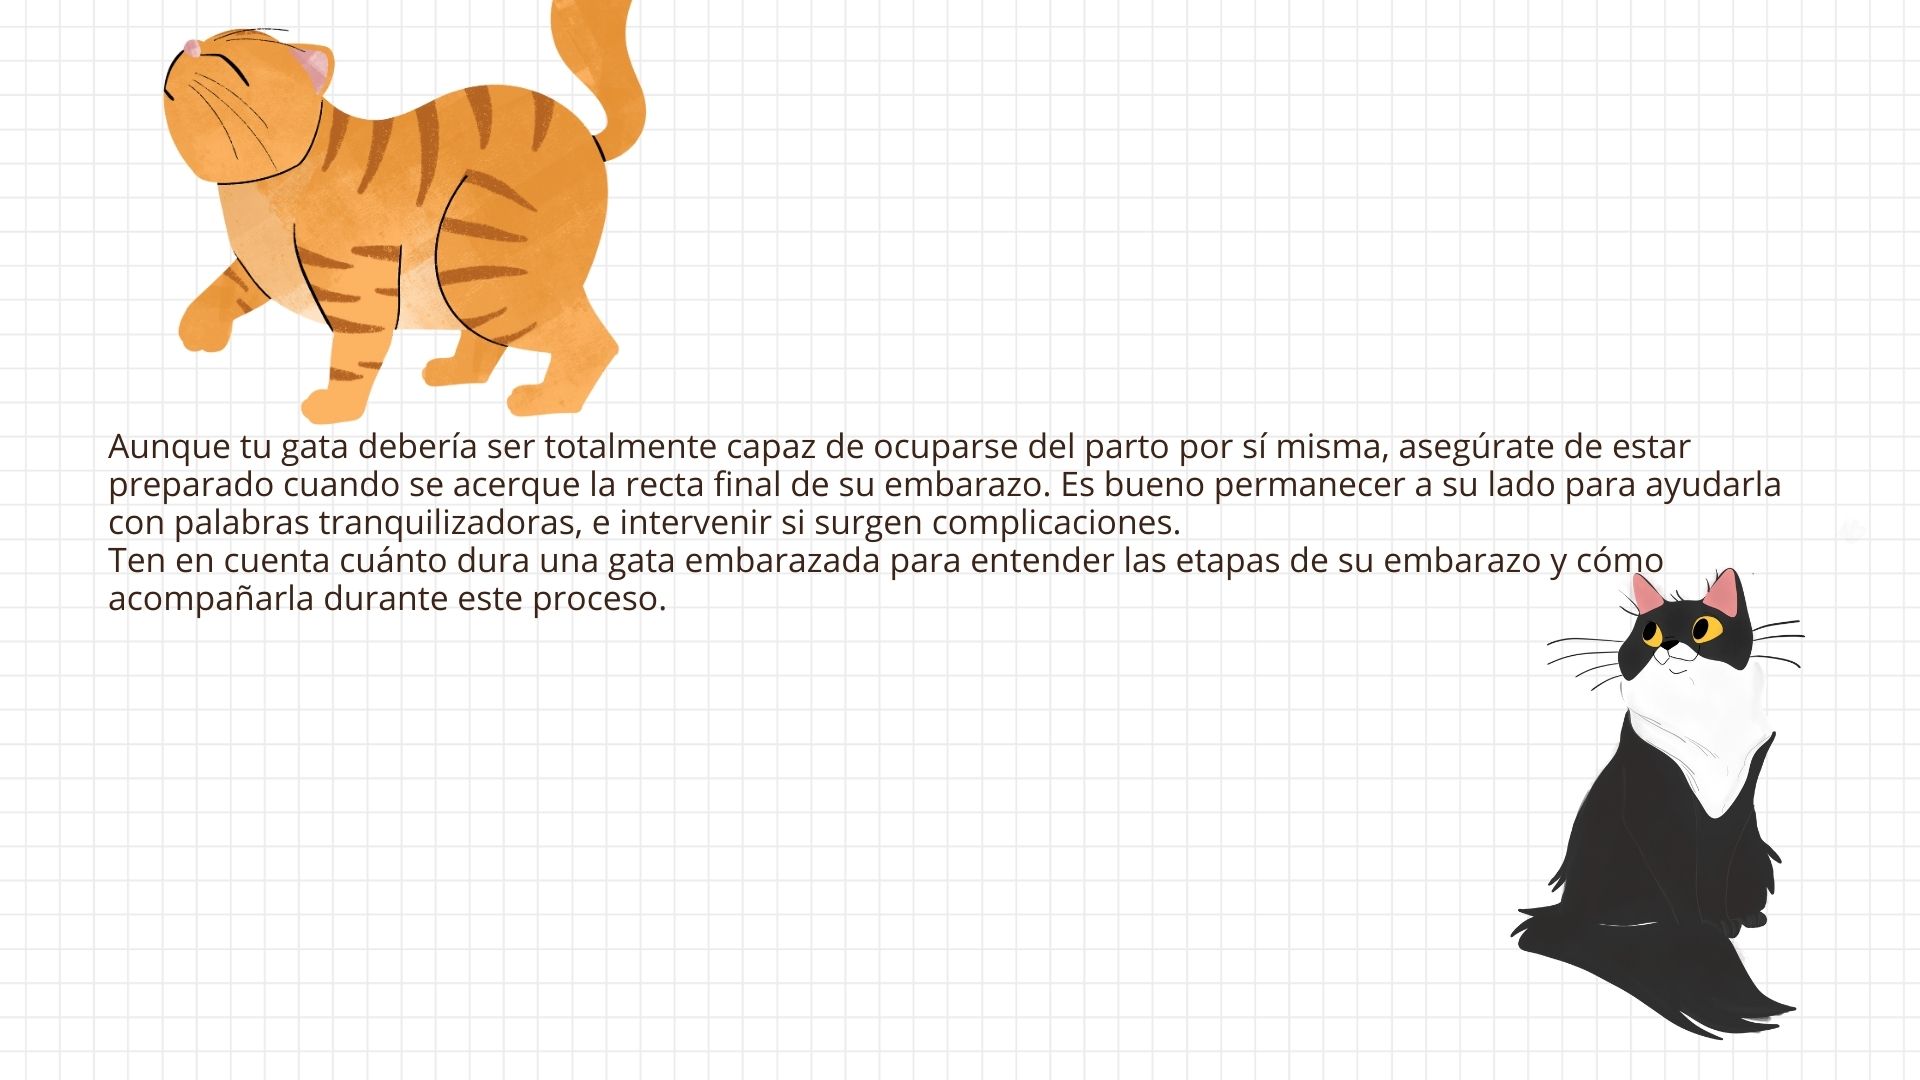 Aunque tu gata debería ser totalmente capaz de ocuparse del parto por sí misma, asegúrate de estar
preparado cuando se acerque la recta final de su embarazo. Es bueno permanecer a su lado para ayudarla
con palabras tranquilizadoras, e intervenir si surgen complicaciones.
Ten en cuenta cuánto dura una gata embarazada para entender las etapas de su embarazo y cómo
acompañarla durante este proceso.